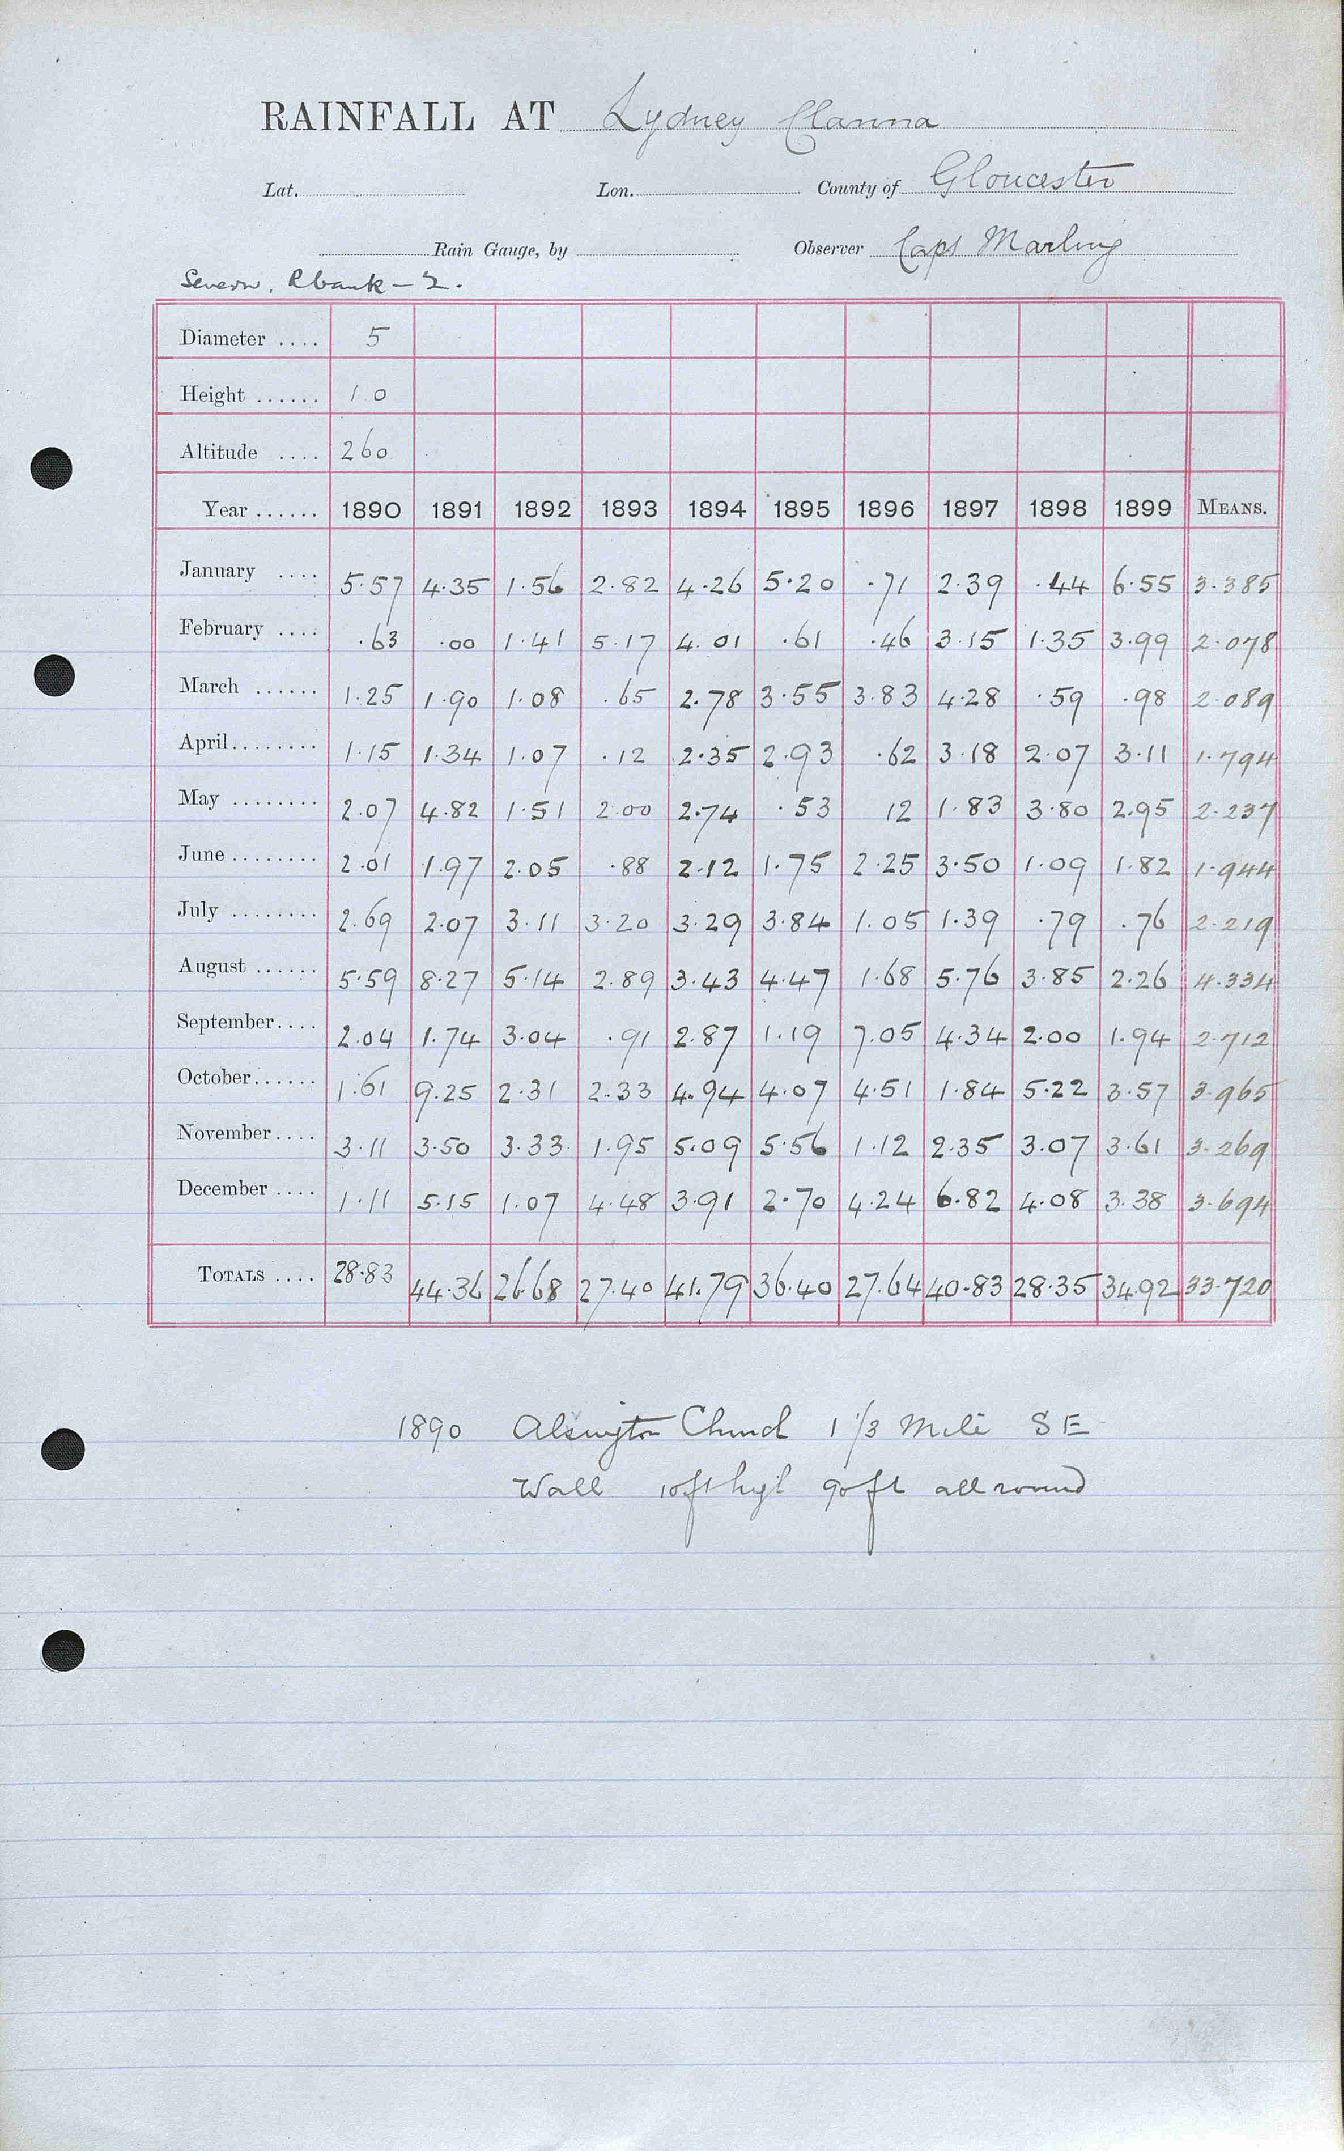 RAINFALL AT Lydney Clanna
Lat. Lon. County of Gloucester
Rain Gauge, by Observer Capt Marling
Severn. R bank - 2.
Diameter .... 5
Height ...... 1.0
Altitude .... 260
Year ...... 1890 1891 1892 1893 1894 1895 1896 1897 1898 1899 MEANS.
January .... 5.57 4.35 1.56 2.82 4.26 5.20 .71 2.39 .44 6.55 3.385
February .... .63 .00 1.41 5.17 4.01 .61 .46 3.15 1.35 3.99 2.078
March ...... 1.25 1.90 1.08 .65 2.78 3.55 3.83 4.28 .59 .98 2.089
April........ 1.15 1.34 1.07 .12 2.35 2.93 .62 3.18 2.07 3.11 1.794
May ........ 2.07 4.82 1.51 2.00 2.74 .53 12 1.83 3.80 2.95 2.237
June ........ 2.01 1.97 2.05 .88 2.12 1.75 2.25 3.50 1.09 1.82 1.944
July ........ 2.69 2.07 3.11 3.20 3.29 3.84 1.05 1.39 .79 .76 2.219
August ...... 5.59 8.27 5.14 2.89 3.43 4.47 1.68 5.76 3.85 2.26 4.334
September.... 2.04 1.74 3.04 .91 2.87 1.19 7.05 4.34 2.00 1.94 2.712
October...... 1.61 9.25 2.31 2.33 4.94 4.07 4.51 1.84 5.22 3.57 3.965
November.... 3.11 3.50 3.33 1.95 5.09 5.56 1.12 2.35 3.07 3.61 3.269
December .... 1.11 5.15 1.07 4.48 3.91 2.70 4.24 6.82 4.08 3.38 3.694
TOTALS .... 28.83 44.36 26.68 27.40 41.79 36.40 27.64 40.83 28.35 34.92 33.720
1890 Church 1 1/3 Mile SE
Wall 10ft high 90ft all round